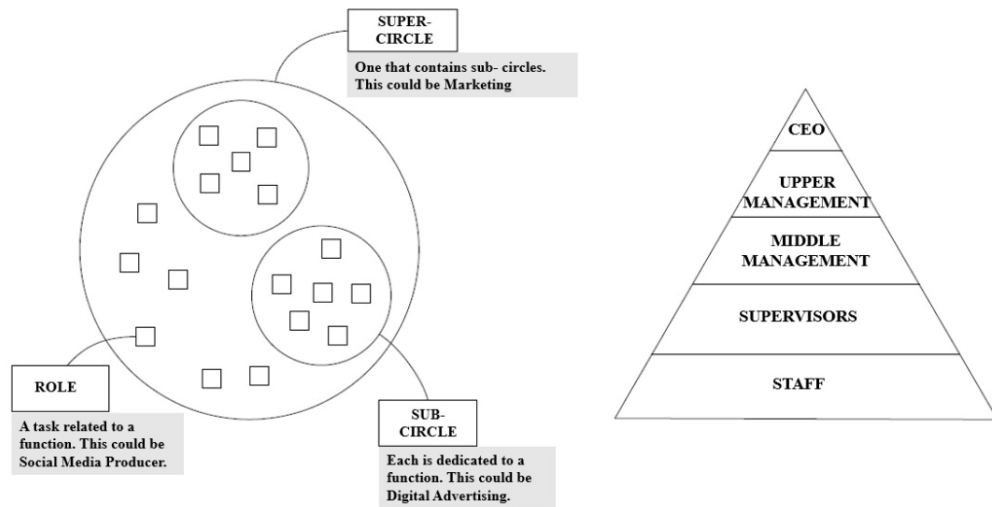 SUPER-
CIRCLE
One that contains sub- circles.
This could be Marketing
ROLE
A task related to a
function. This could be
Social Media Producer.
SUB-
CIRCLE
Each is dedicated to a
function. This could be
Digital Advertising.
CEO
UPPER
MANAGEMENT
MIDDLE
MANAGEMENT
SUPERVISORS
STAFF